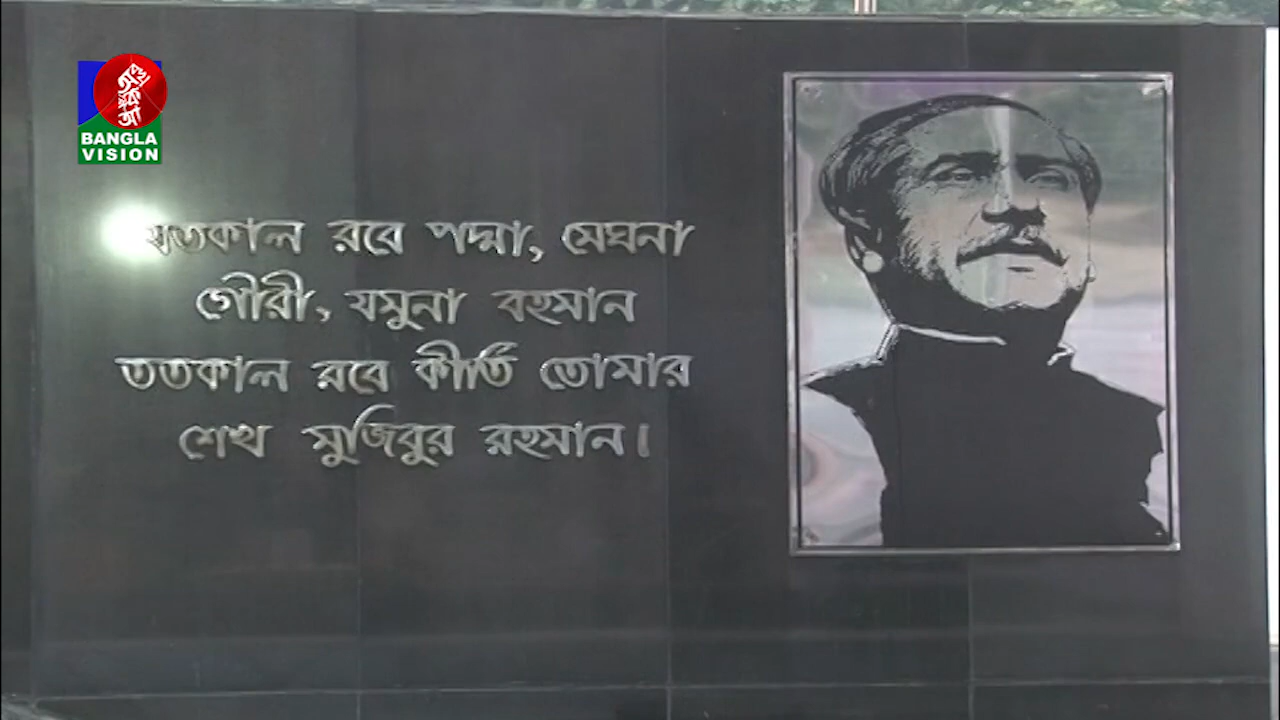 BANGLA
VISION
যতকাল রবে পদ্মা, মেঘনা
গৌরী, যমুনা বহমান
ততকাল রবে কীর্তি তোমার
শেখ মুজিবুর রহমান।